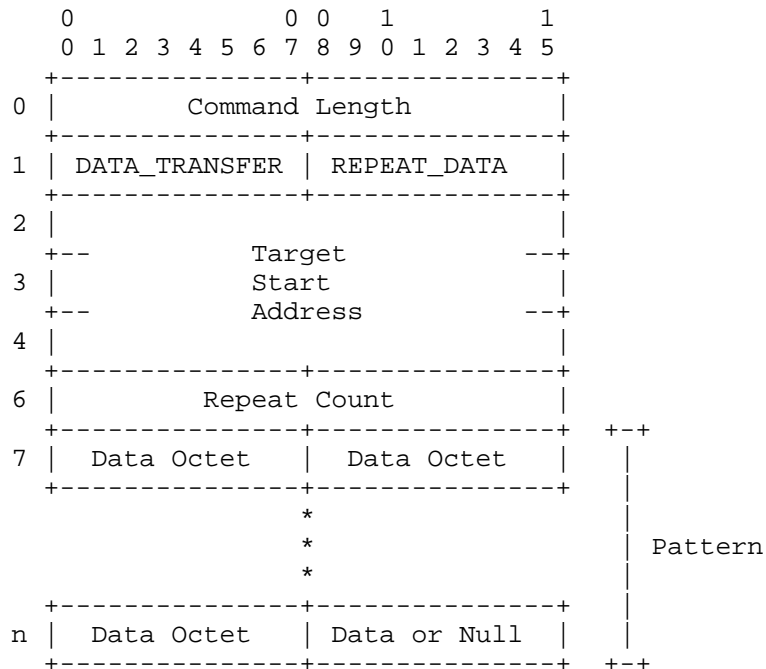 0 0 0 1 1
0 1 2 3 4 5 6 7 8 9 0 1 2 3 4 5
+---------------+---------------+
0 | Command Length |
+---------------+---------------+
1 | DATA_TRANSFER | REPEAT_DATA |
+---------------+---------------+
2 | |
+-- Target --+
3 | Start |
+-- Address --+
4 | |
+---------------+---------------+
6 | Repeat Count |
+---------------+---------------+ +-+
7 | Data Octet | Data Octet | |
+---------------+---------------+ |
* |
* | Pattern
* |
+---------------+---------------+ |
n | Data Octet | Data or Null | |
+---------------+---------------+ +-+